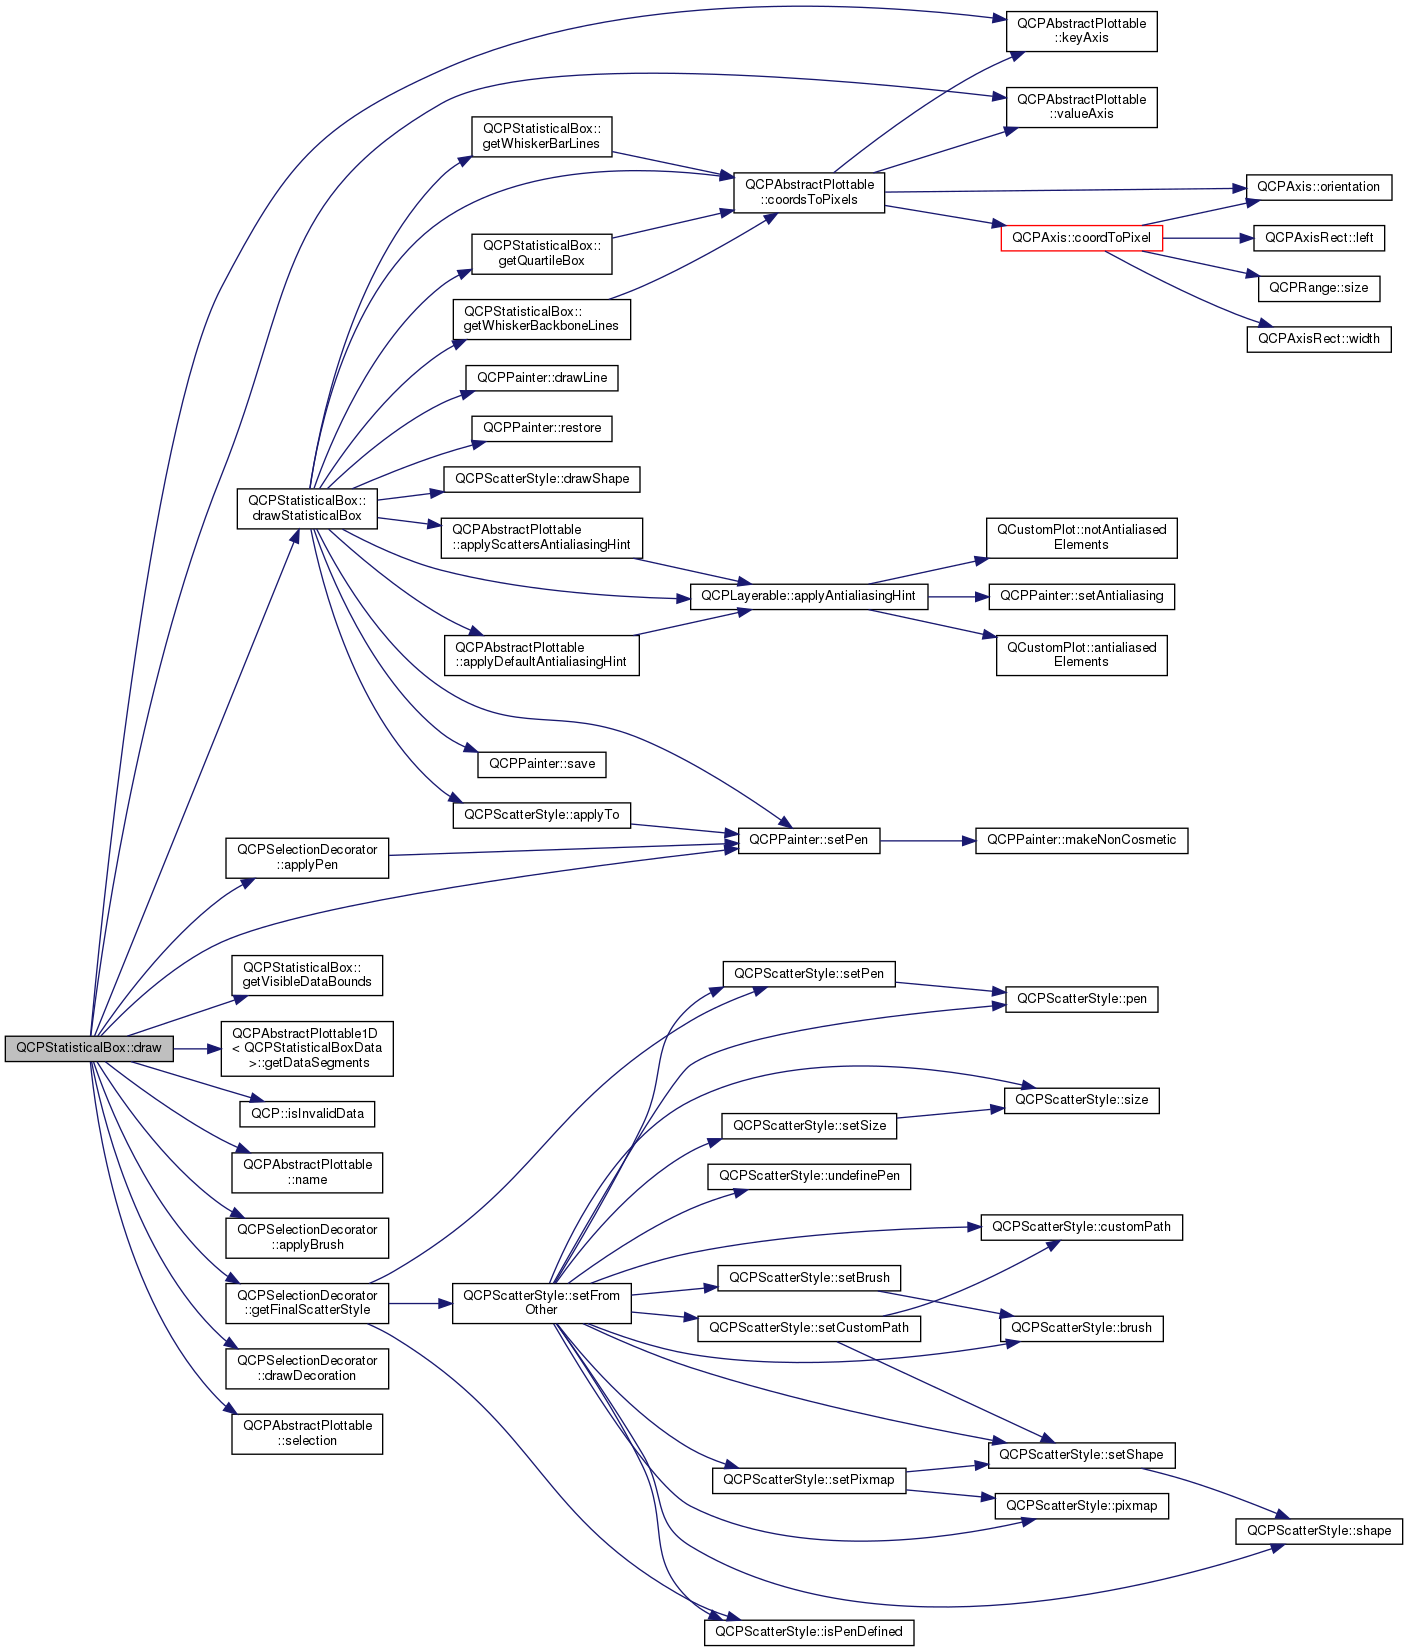 QCPStatisticalBox::draw
QCPAbstractPlottable
::keyAxis
QCPAbstractPlottable
::valueAxis
QCPStatisticalBox::
drawStatisticalBox
QCPStatisticalBox::
getWhiskerBarLines
QCPAbstractPlottable
::coordsToPixels
QCPAxis::orientation
QCPAxis::coordToPixel
QCPAxisRect::left
QCPRange::size
QCPAxisRect::width
QCPStatisticalBox::
getQuartileBox
QCPStatisticalBox::
getWhiskerBackboneLines
QCPPainter::drawLine
QCPPainter::restore
QCPScatterStyle::drawShape
QCPAbstractPlottable
::applyScattersAntialiasingHint
QCPLayerable::applyAntialiasingHint
QCustomPlot::notAntialiased
Elements
QCPPainter::setAntialiasing
QCustomPlot::antialiased
Elements
QCPAbstractPlottable
::applyDefaultAntialiasingHint
QCPPainter::save
QCPScatterStyle::applyTo
QCPPainter::setPen
QCPPainter::makeNonCosmetic
QCPSelectionDecorator
::applyPen
QCPStatisticalBox::
getVisibleDataBounds
QCPAbstractPlottable1D
< QCPStatisticalBoxData
>::getDataSegments
QCP::isInvalidData
QCPAbstractPlottable
::name
QCPSelectionDecorator
::applyBrush
QCPSelectionDecorator
::getFinalScatterStyle
QCPSelectionDecorator
::drawDecoration
QCPAbstractPlottable
::selection
QCPScatterStyle::setFrom
Other
QCPScatterStyle::setPen
QCPScatterStyle::pen
QCPScatterStyle::size
QCPScatterStyle::setSize
QCPScatterStyle::undefinePen
QCPScatterStyle::customPath
QCPScatterStyle::setBrush
QCPScatterStyle::setCustomPath
QCPScatterStyle::brush
QCPScatterStyle::setShape
QCPScatterStyle::setPixmap
QCPScatterStyle::pixmap
QCPScatterStyle::shape
QCPScatterStyle::isPenDefined